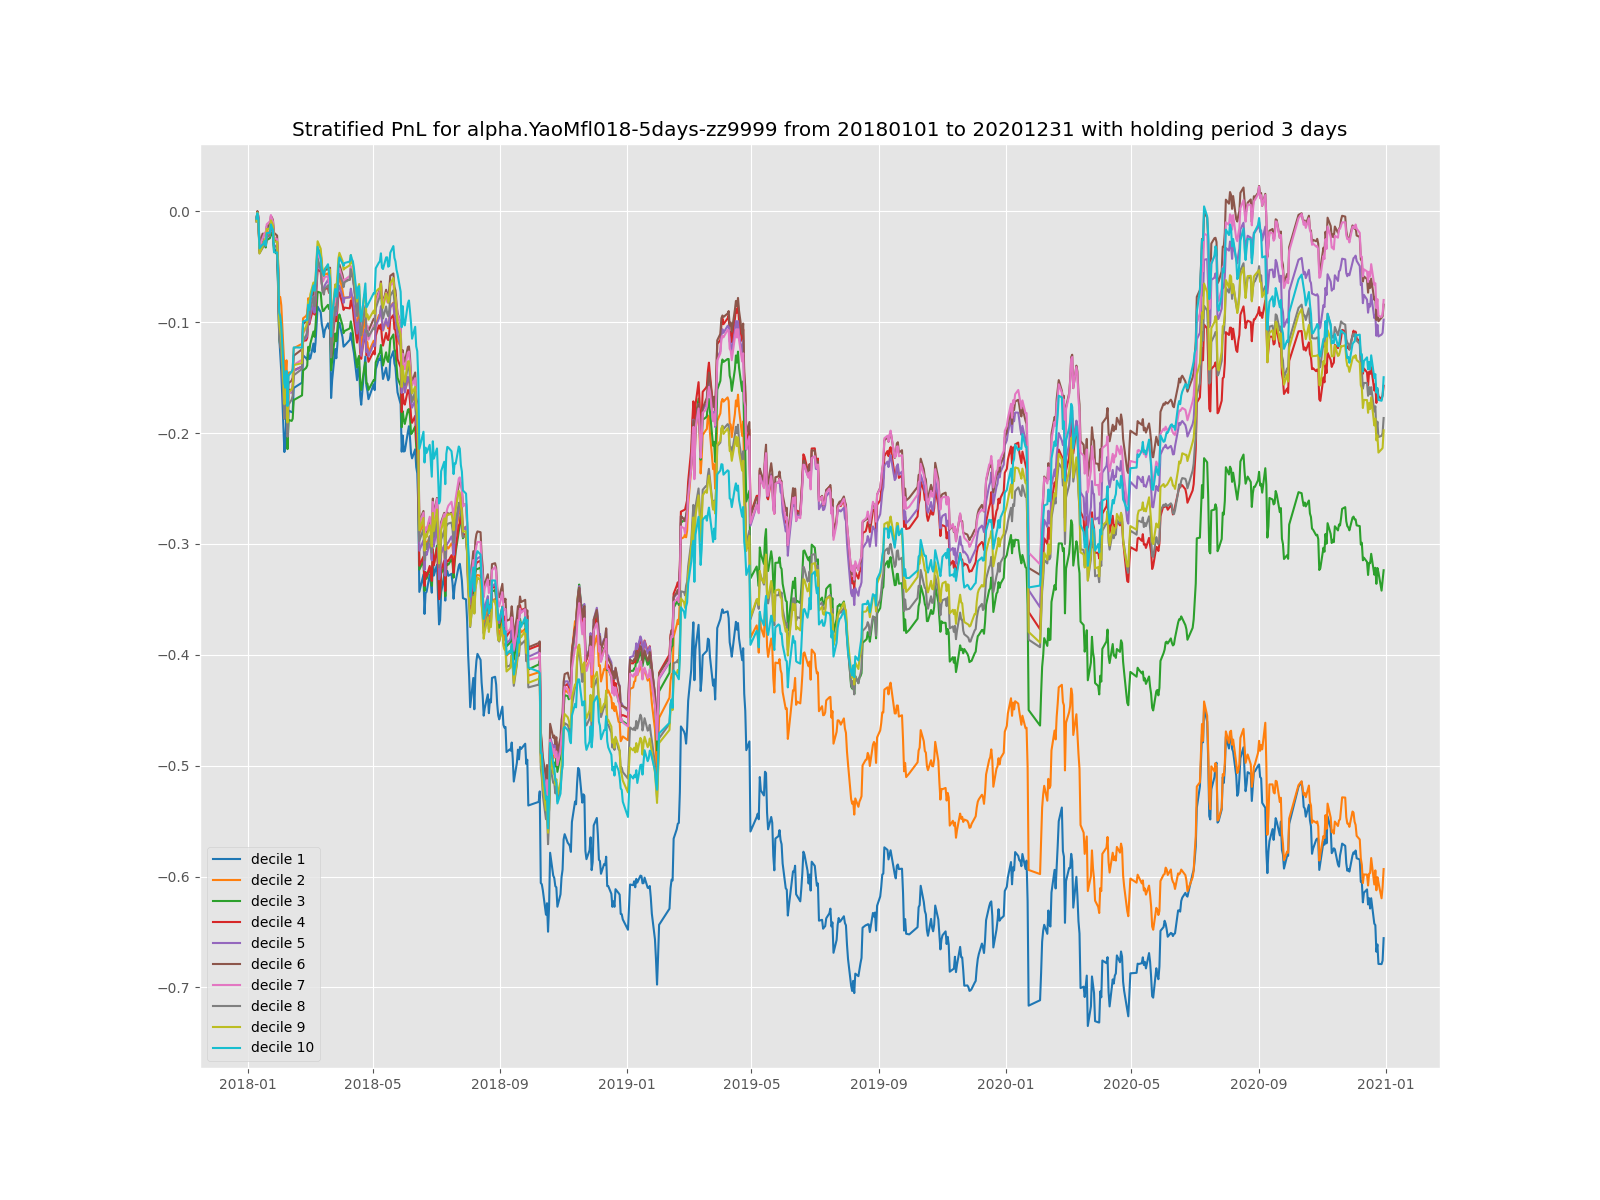 Stratified PnL for alpha.YaoMfl018-5days-zz9999 from 20180101 to 20201231 with holding period 3 days
0.0
−0.1
−0.2
−0.3
−0.4
−0.5
−0.6
−0.7
decile 1
decile 2
decile 3
decile 4
decile 5
decile 6
decile 7
decile 8
decile 9
decile 10
2018-01 2018-05 2018-09 2019-01 2019-05 2019-09 2020-01 2020-05 2020-09 2021-01